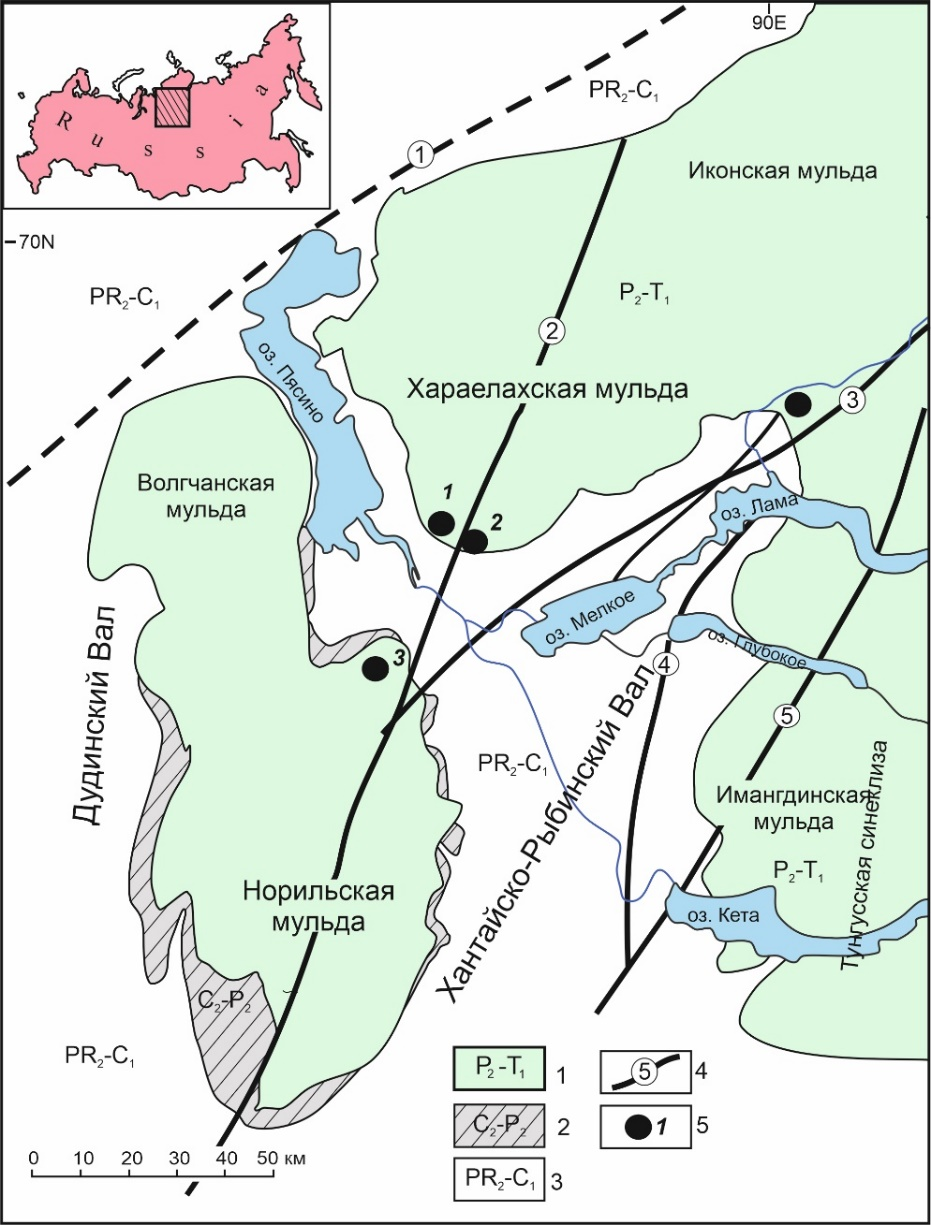 R u s s i a
90E
PR₂-C₁
1
Иконская мульда
70N
PR₂-C₁
P₂-T₁
2
оз. Пясино
Хараелахская мульда
3
Волгчанская
мульда
1
2
оз. Лама
оз. Мелкое
оз. Глубокое
Дудинский Вал
3
4
5
PR₂-C₁
Хантайско-Рыбинский Вал
Имангдинская
мульда
Тунгусская синеклиза
P₂-T₁
Норильская
мульда
оз. Кета
C₂-P₂
PR₂-C₁
P₂-T₁ 1
C₂-P₂ 2
PR₂-C₁ 3
5 4
1 5
0 10 20 30 40 50 км